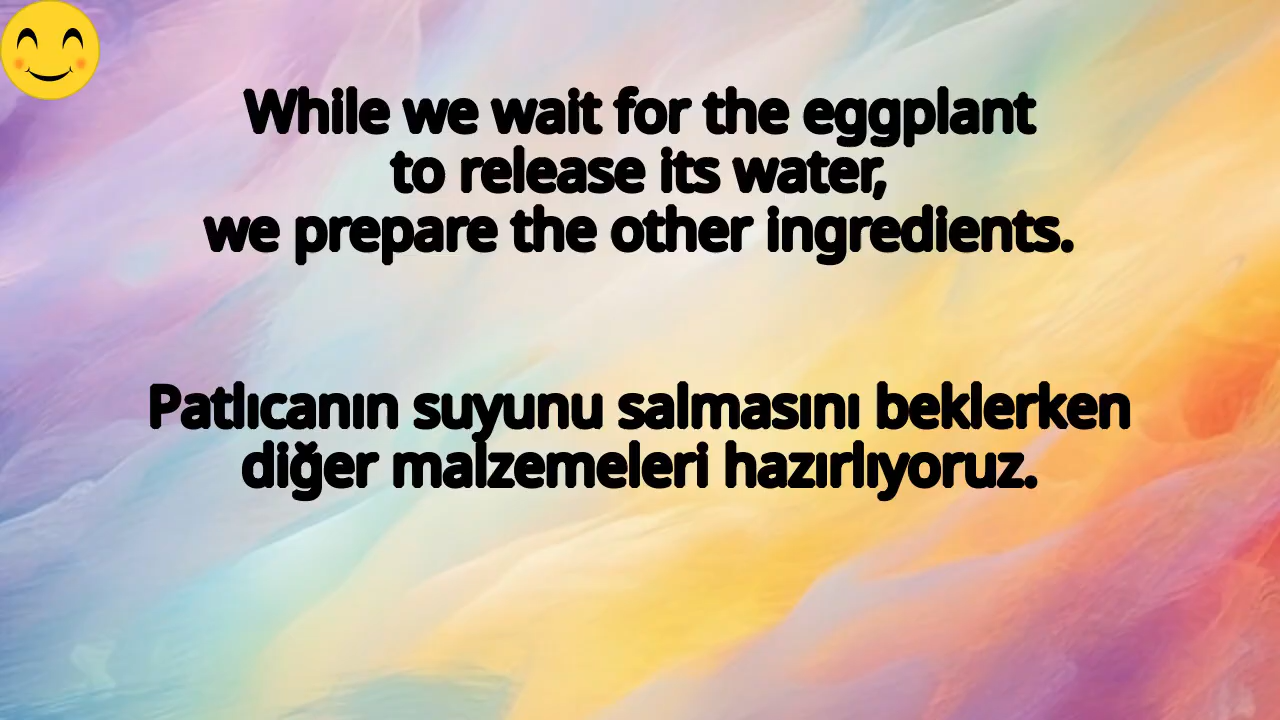 While we wait for the eggplant
to release its water,
we prepare the other ingredients.
Patlıcanın suyunu salmasını beklerken
diğer malzemeleri hazırlıyoruz.